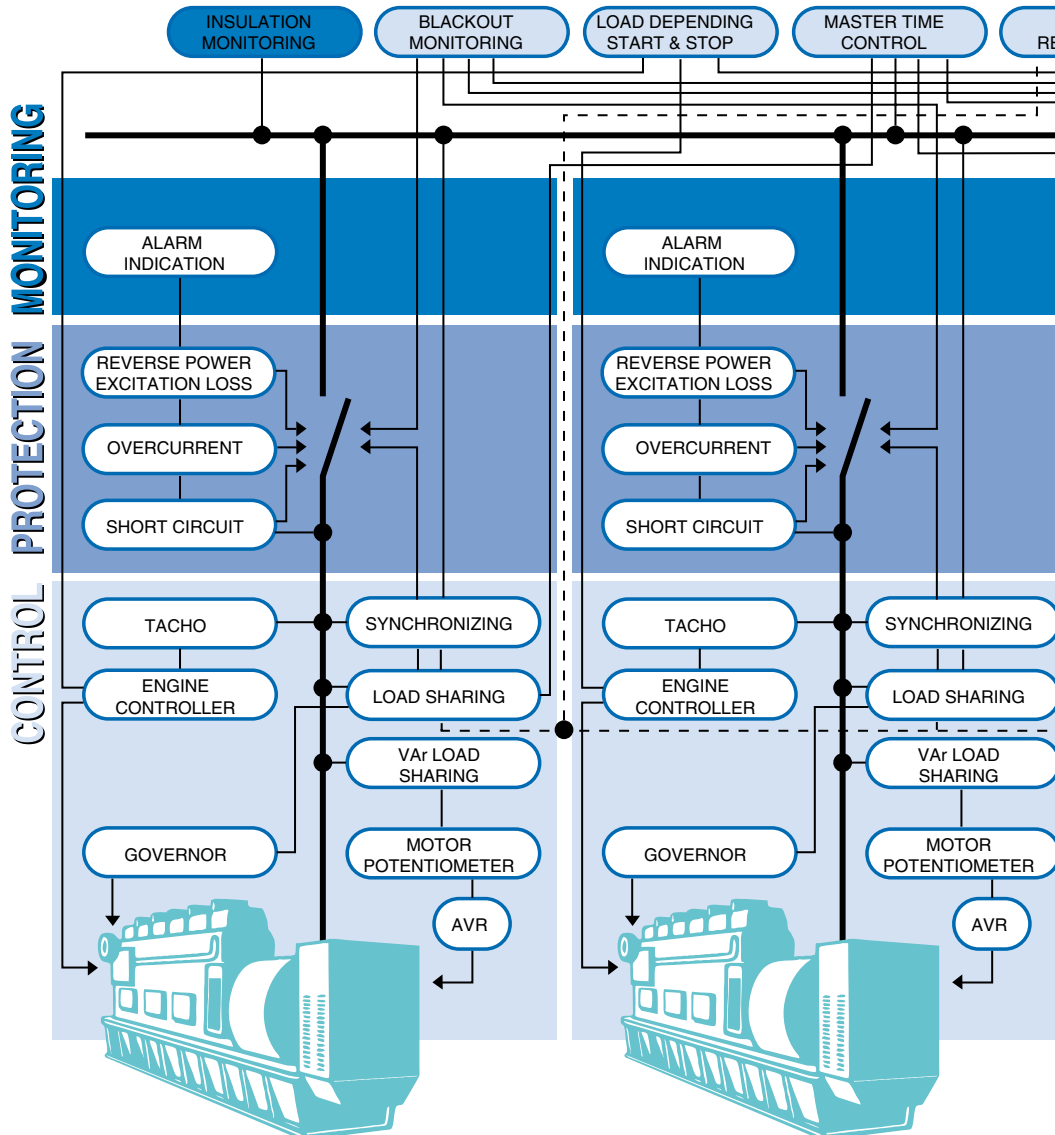 INSULATION
MONITORING
BLACKOUT
MONITORING
LOAD DEPENDING
START & STOP
MASTER TIME
CONTROL
RE
MONITORING
ALARM
INDICATION
ALARM
INDICATION
PROTECTION
REVERSE POWER
EXCITATION LOSS
OVERCURRENT
SHORT CIRCUIT
REVERSE POWER
EXCITATION LOSS
OVERCURRENT
SHORT CIRCUIT
CONTROL
TACHO
SYNCHRONIZING
ENGINE
CONTROLLER
LOAD SHARING
VAr LOAD
SHARING
GOVERNOR
MOTOR
POTENTIOMETER
AVR
TACHO
SYNCHRONIZING
ENGINE
CONTROLLER
LOAD SHARING
VAr LOAD
SHARING
GOVERNOR
MOTOR
POTENTIOMETER
AVR